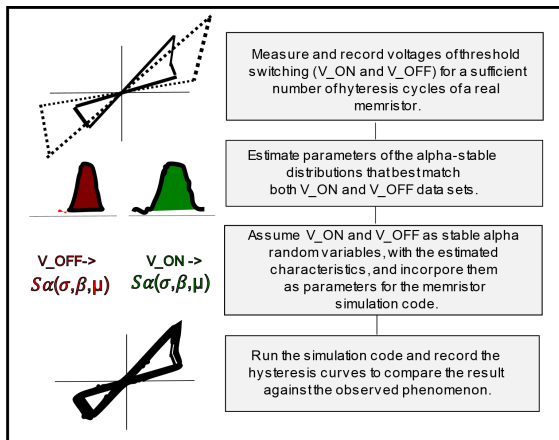 Measure and record voltages of threshold
switching (V_ON and V_OFF) for a sufficient
number of hyteresis cycles of a real
memristor.
Estimate parameters of the alpha-stable
distributions that best match
both V_ON and V_OFF data sets.
V_OFF->
Sα(σ,β,μ)
V_ON ->
Sα(σ,β,μ)
Assume V_ON and V_OFF as stable alpha
random variables, with the estimated
characteristics, and incorpore them
as parameters for the memristor
simulation code.
Run the simulation code and record the
hysteresis curves to compare the result
against the observed phenomenon.